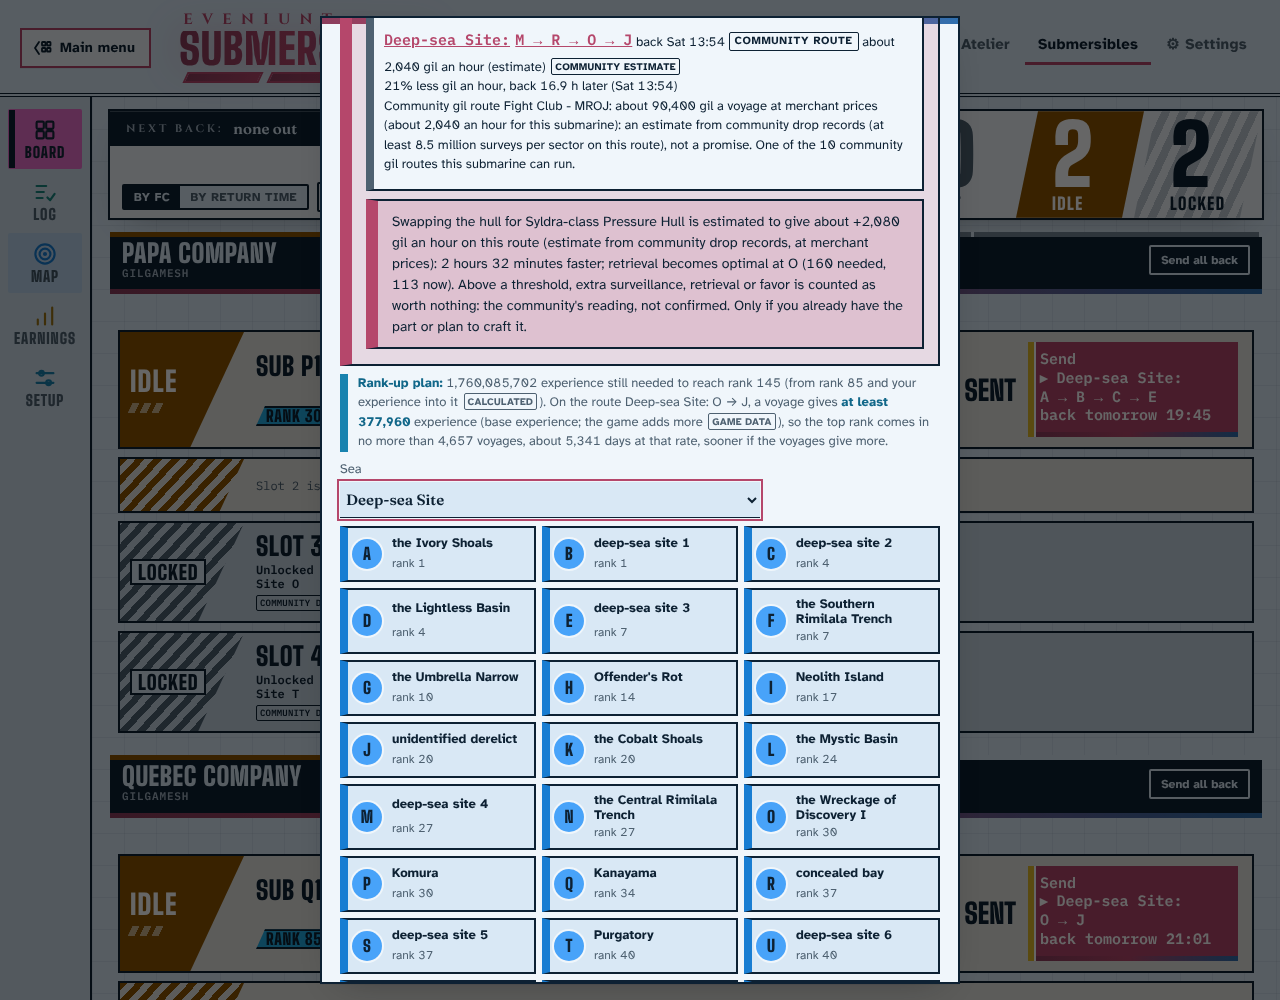 EVENIUNT
Main menu
SUBMERS
Atelier
Submersibles
Settings
BOARD
LOG
MAP
EARNINGS
SETUP
NEXT BACK: none out
BY FC
BY RETURN TIME
2
IDLE
2
LOCKED
PAPA COMPANY
GILGAMESH
Send all back
IDLE
SUB P1
RANK 30
SENT
Send
▶ Deep-sea Site:
A → B → C → E
back tomorrow 19:45
Slot 2 is
LOCKED
SLOT 3
Unlocked
Site O
COMMUNITY D
LOCKED
SLOT 4
Unlocked
Site T
COMMUNITY D
QUEBEC COMPANY
GILGAMESH
Send all back
IDLE
SUB Q1
RANK 85
SENT
Send
▶ Deep-sea Site:
O → J
back tomorrow 21:01
Deep-sea Site: M → R → O → J back Sat 13:54 COMMUNITY ROUTE about
2,040 gil an hour (estimate) COMMUNITY ESTIMATE
21% less gil an hour, back 16.9 h later (Sat 13:54)
Community gil route Fight Club - MROJ: about 90,400 gil a voyage at merchant prices
(about 2,040 an hour for this submarine): an estimate from community drop records (at
least 8.5 million surveys per sector on this route), not a promise. One of the 10 community
gil routes this submarine can run.
Swapping the hull for Syldra-class Pressure Hull is estimated to give about +2,080
gil an hour on this route (estimate from community drop records, at merchant
prices): 2 hours 32 minutes faster; retrieval becomes optimal at O (160 needed,
113 now). Above a threshold, extra surveillance, retrieval or favor is counted as
worth nothing: the community's reading, not confirmed. Only if you already have the
part or plan to craft it.
Rank-up plan: 1,760,085,702 experience still needed to reach rank 145 (from rank 85 and your
experience into it CALCULATED ). On the route Deep-sea Site: O → J, a voyage gives at least
377,960 experience (base experience; the game adds more GAME DATA ), so the top rank comes in
no more than 4,657 voyages, about 5,341 days at that rate, sooner if the voyages give more.
Sea
Deep-sea Site
A the Ivory Shoals
rank 1
B deep-sea site 1
rank 1
C deep-sea site 2
rank 4
D the Lightless Basin
rank 4
E deep-sea site 3
rank 7
F the Southern
Rimilala Trench
rank 7
G the Umbrella Narrow
rank 10
H Offender's Rot
rank 14
I Neolith Island
rank 17
J unidentified derelict
rank 20
K the Cobalt Shoals
rank 20
L the Mystic Basin
rank 24
M deep-sea site 4
rank 27
N the Central Rimilala
Trench
rank 27
O the Wreckage of
Discovery I
rank 30
P Komura
rank 30
Q Kanayama
rank 34
R concealed bay
rank 37
S deep-sea site 5
rank 37
T Purgatory
rank 40
U deep-sea site 6
rank 40